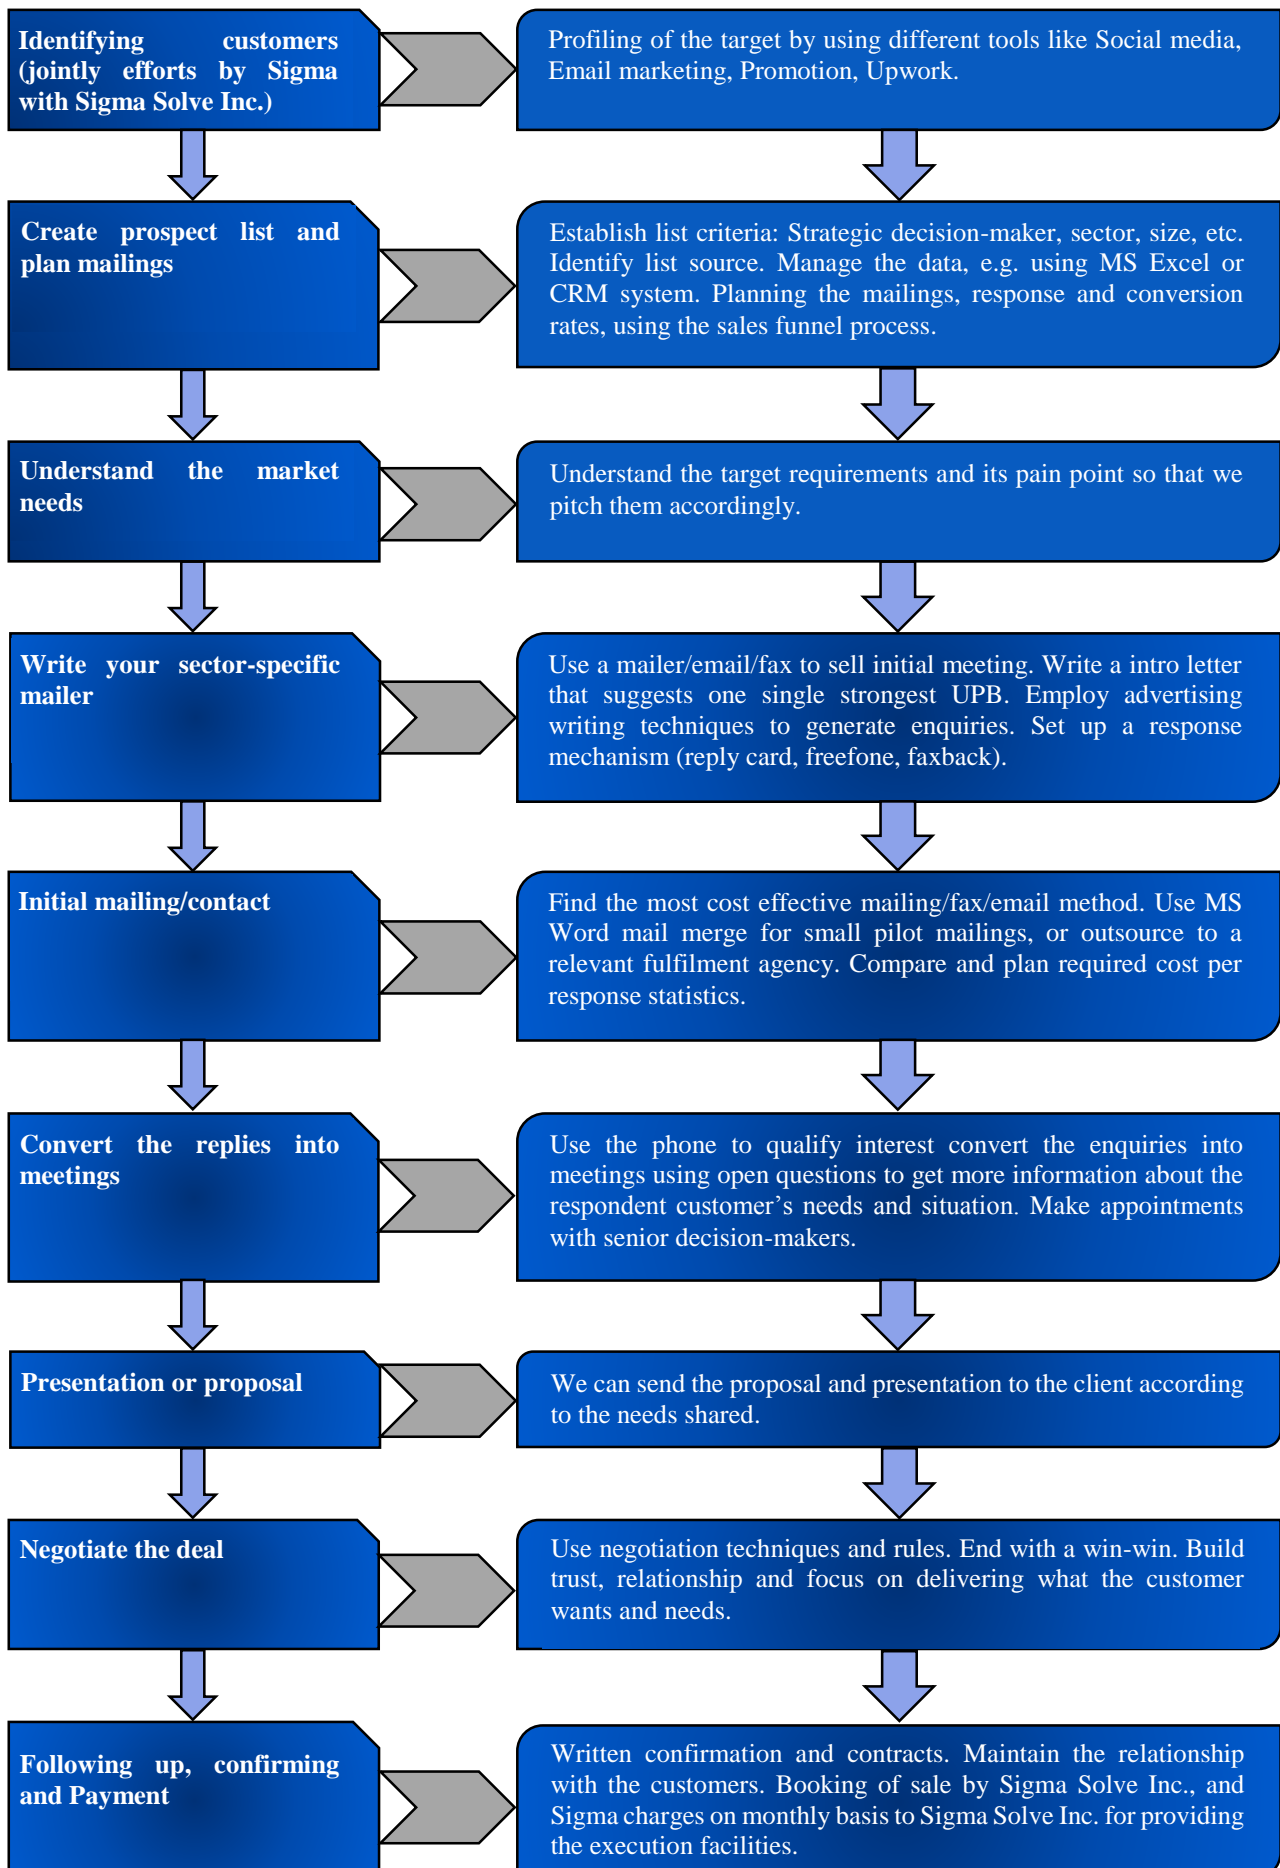 Identifying customers
(jointly efforts by Sigma
with Sigma Solve Inc.)
Profiling of the target by using different tools like Social media,
Email marketing, Promotion, Upwork.
Create prospect list and
plan mailings
Establish list criteria: Strategic decision-maker, sector, size, etc.
Identify list source. Manage the data, e.g. using MS Excel or
CRM system. Planning the mailings, response and conversion
rates, using the sales funnel process.
Understand the market
needs
Understand the target requirements and its pain point so that we
pitch them accordingly.
Write your sector-specific
mailer
Use a mailer/email/fax to sell initial meeting. Write a intro letter
that suggests one single strongest UPB. Employ advertising
writing techniques to generate enquiries. Set up a response
mechanism (reply card, freefone, faxback).
Initial mailing/contact
Find the most cost effective mailing/fax/email method. Use MS
Word mail merge for small pilot mailings, or outsource to a
relevant fulfilment agency. Compare and plan required cost per
response statistics.
Convert the replies into
meetings
Use the phone to qualify interest convert the enquiries into
meetings using open questions to get more information about the
respondent customer’s needs and situation. Make appointments
with senior decision-makers.
Presentation or proposal
We can send the proposal and presentation to the client according
to the needs shared.
Negotiate the deal
Use negotiation techniques and rules. End with a win-win. Build
trust, relationship and focus on delivering what the customer
wants and needs.
Following up, confirming
and Payment
Written confirmation and contracts. Maintain the relationship
with the customers. Booking of sale by Sigma Solve Inc., and
Sigma charges on monthly basis to Sigma Solve Inc. for providing
the execution facilities.